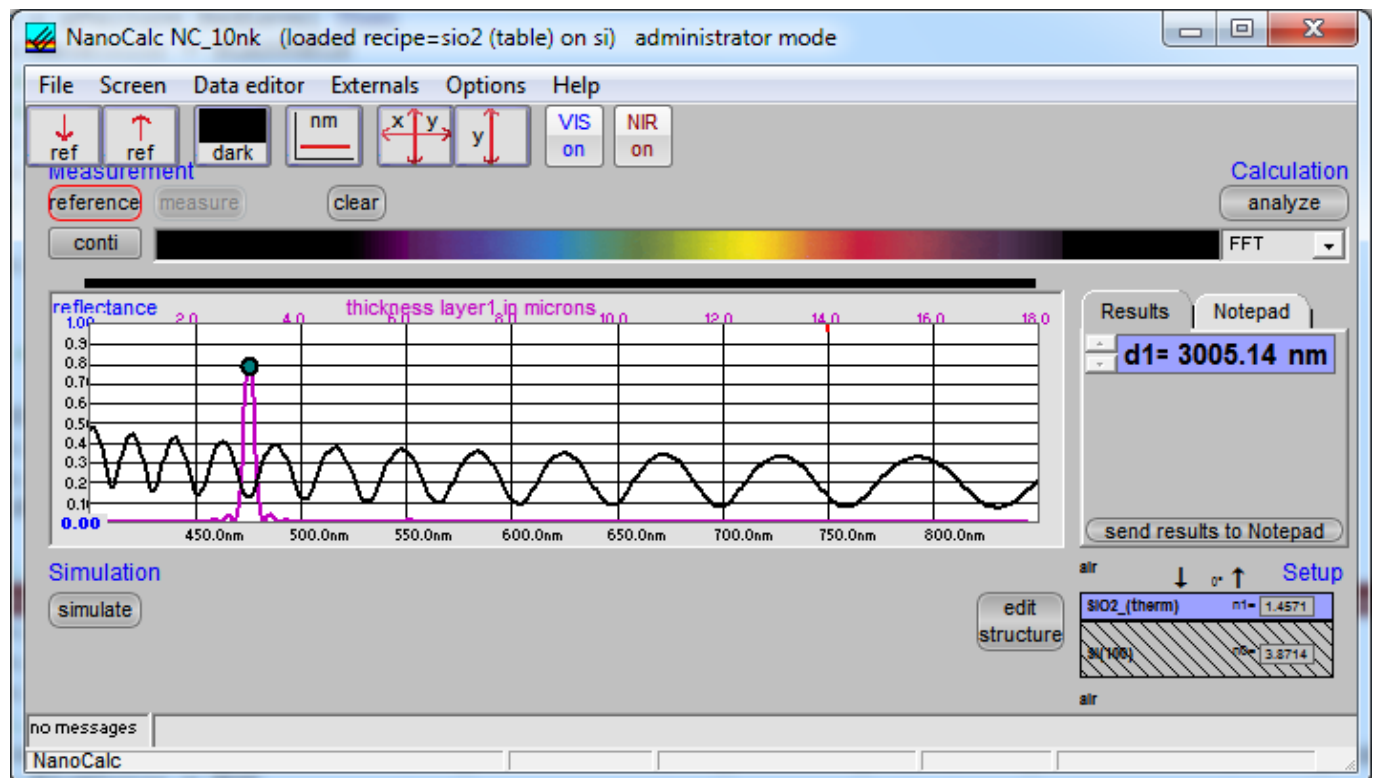 NanoCalc NC_10nk (loaded recipe=sio2 (table) on si) administrator mode
File Screen Data editor Externals Options Help
ref ref dark nm x y y VIS on NIR on
Measurement
Calculation
reference measure clear analyze
conti FFT
reflectance thickness layer1 in microns
2.0 4.0 6.0 8.0 10.0 12.0 14.0 16.0 18.0
1.00
0.9
0.8
0.7
0.6
0.5
0.4
0.3
0.2
0.1
0.00
450.0nm 500.0nm 550.0nm 600.0nm 650.0nm 700.0nm 750.0nm 800.0nm
Results Notepad
d1= 3005.14 nm
send results to Notepad
Simulation
simulate
edit
structure
air 0° Setup
SIO2_(therm) n1= 1.4571
SI(100) n0= 3.8714
air
no messages
NanoCalc